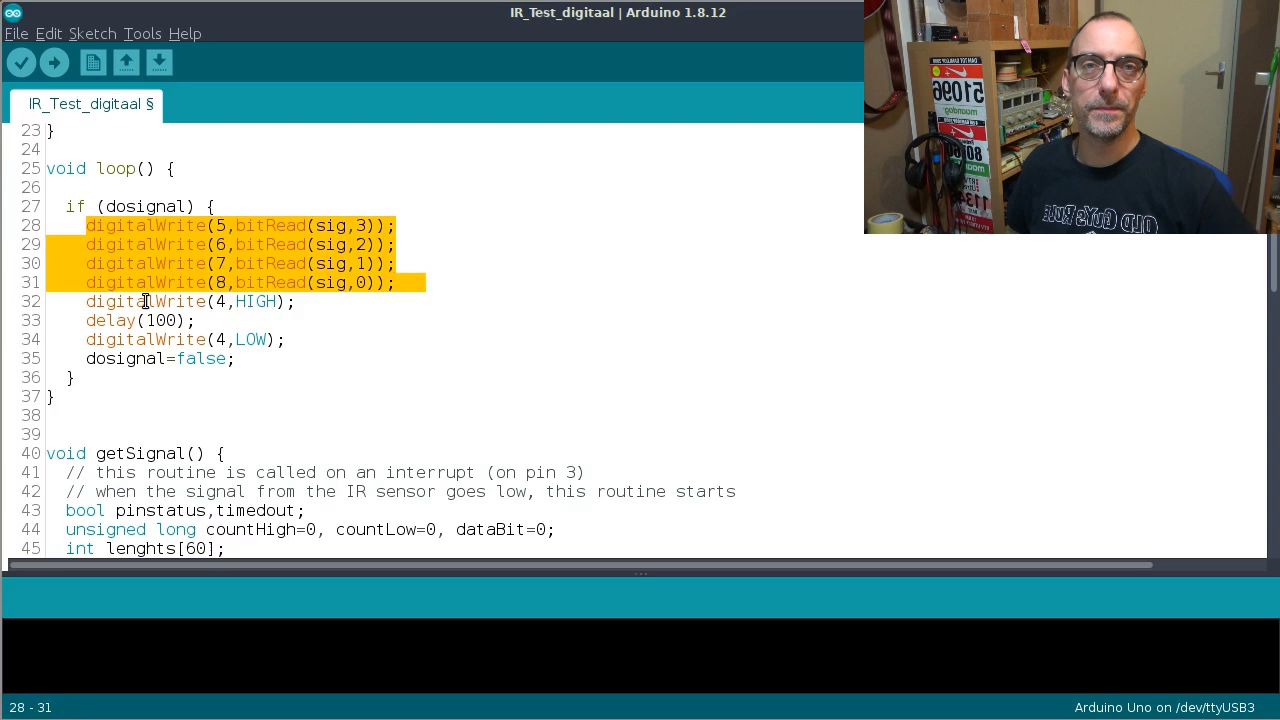 IR_Test_digitaal | Arduino 1.8.12
File Edit Sketch Tools Help
IR_Test_digitaal §
23 }
24
25 void loop() {
26
27 if (dosignal) {
28 digitalWrite(5,bitRead(sig,3));
29 digitalWrite(6,bitRead(sig,2));
30 digitalWrite(7,bitRead(sig,1));
31 digitalWrite(8,bitRead(sig,0));
32 digitalWrite(4,HIGH);
33 delay(100);
34 digitalWrite(4,LOW);
35 dosignal=false;
36 }
37 }
38
39
40 void getSignal() {
41 // this routine is called on an interrupt (on pin 3)
42 // when the signal from the IR sensor goes low, this routine starts
43 bool pinstatus,timedout;
44 unsigned long countHigh=0, countLow=0, dataBit=0;
45 int lenghts[60];
28 - 31
Arduino Uno on /dev/ttyUSB3
51096
OLD GUYS RULE